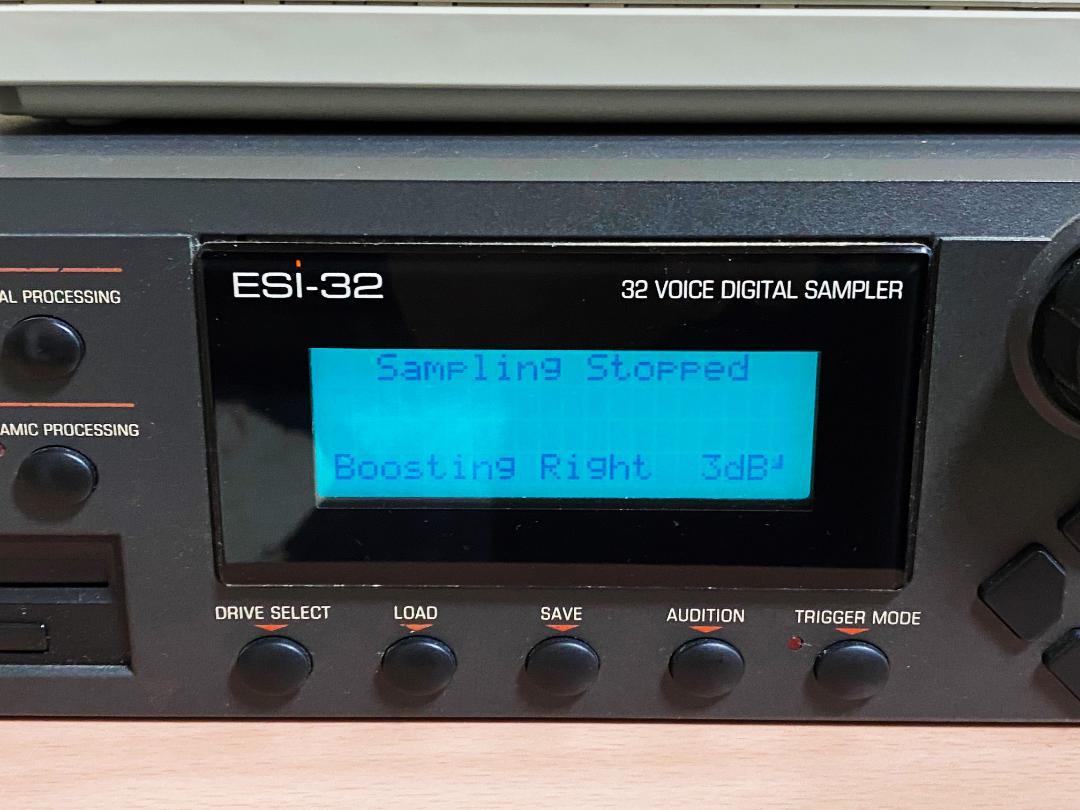 ESi-32
32 VOICE DIGITAL SAMPLER
AL PROCESSING
Sampling Stopped
AMIC PROCESSING
Boosting Right 3dB
DRIVE SELECT
LOAD
SAVE
AUDITION
TRIGGER MODE